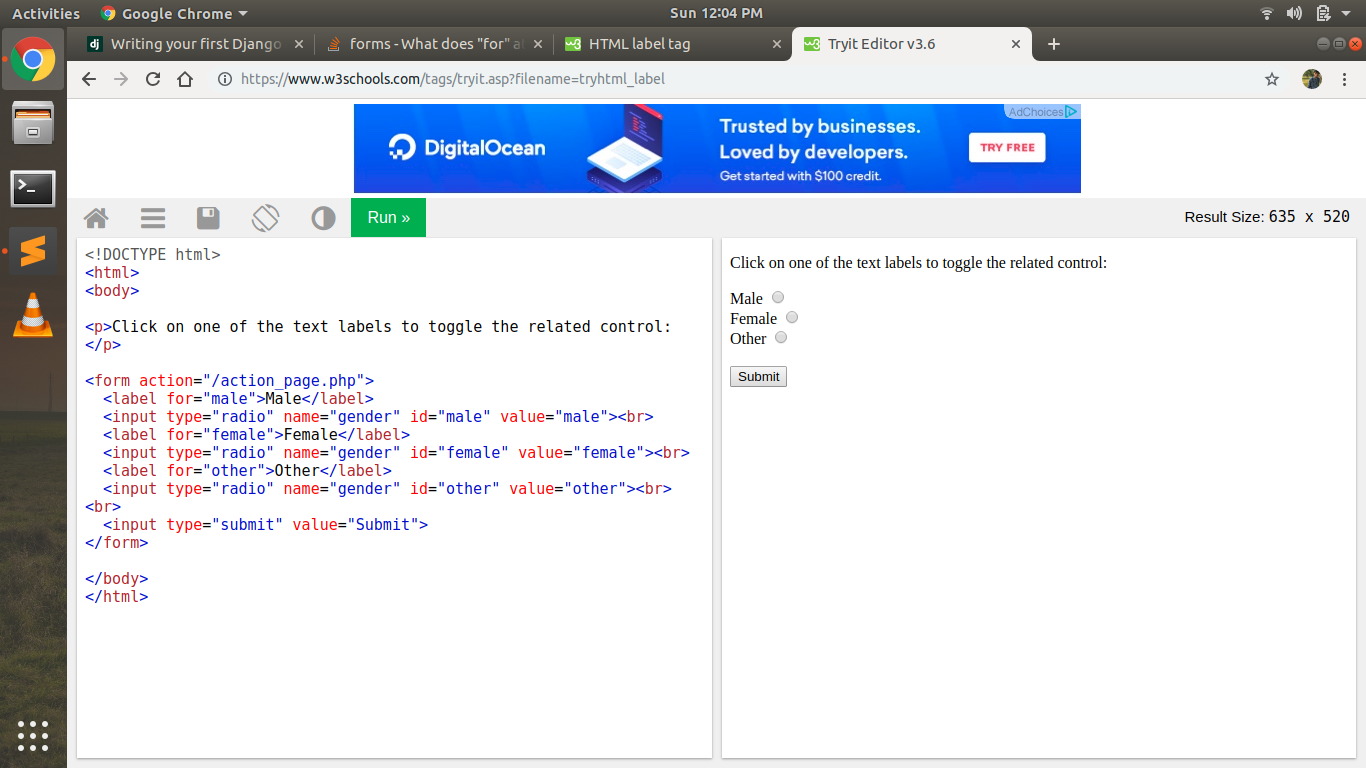 Activities
Google Chrome
Sun 12:04 PM
dj Writing your first Django
forms - What does "for" a
HTML label tag
Tryit Editor v3.6
https://www.w3schools.com/tags/tryit.asp?filename=tryhtml_label
DigitalOcean
Trusted by businesses.
Loved by developers.
Get started with $100 credit.
TRY FREE
AdChoices
Run »
Result Size: 635 x 520
<!DOCTYPE html>
<html>
<body>
<p>Click on one of the text labels to toggle the related control:
</p>
<form action="/action_page.php">
<label for="male">Male</label>
<input type="radio" name="gender" id="male" value="male"><br>
<label for="female">Female</label>
<input type="radio" name="gender" id="female" value="female"><br>
<label for="other">Other</label>
<input type="radio" name="gender" id="other" value="other"><br>
<br>
<input type="submit" value="Submit">
</form>
</body>
</html>
Click on one of the text labels to toggle the related control:
Male
Female
Other
Submit